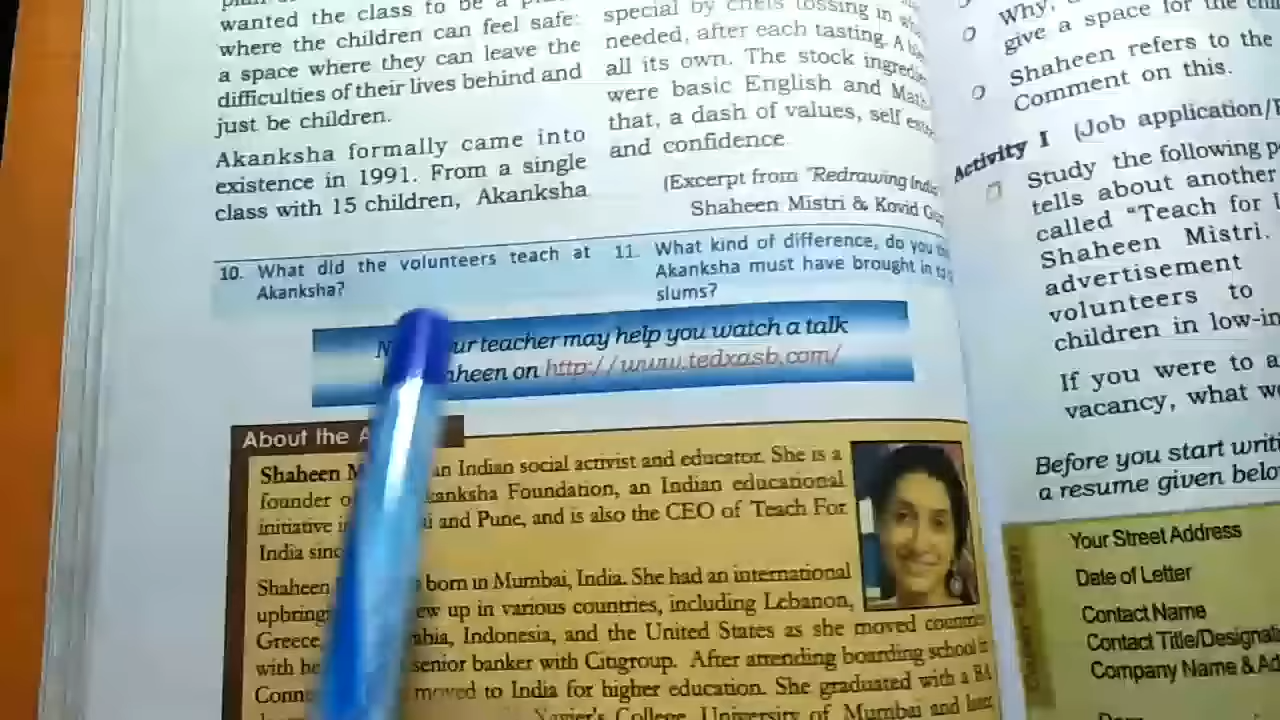 wanted the class to be a
where the children can feel safe:
a space where they can leave the
difficulties of their lives behind and
just be children.
Akanksha formally came into
existence in 1991. From a single
class with 15 children, Akanksha
special by chefs tossing in
needed, after each tasting. A
all its own. The stock
were basic English and
that, a dash of values, self
and confidence
(Excerpt from "Redrawing
Shaheen Mistri & Kovid
10. What did the volunteers teach at
Akanksha?
11. What kind of difference, do you
Akanksha must have brought in
slums?
teacher may help you watch a talk
on http://www.tedxasb.com/
About the
Shaheen an Indian social activist and educator. She is a
founder Foundation, an Indian educational
initiative and Pune, and is also the CEO of Teach For
India
Shaheen born in Mumbai, India. She had an international
up in various countries, including Lebanon,
Greece, Indonesia, and the United States as she moved
with senior banker with Citigroup. After attending boarding school
moved to India for higher education. She graduated with a BA
Xavier's College, University of Mumbai and later
Why,
give a space for the
Shaheen refers to the
Comment on this.
Activity I (Job application/
Study the following
tells about another
called "Teach for
Shaheen Mistri.
advertisement
volunteers to
children in
If you were to
vacancy, what
Before you start
a resume given
Your Street Address
Date of Letter
Contact Name
Contact
Company Name &